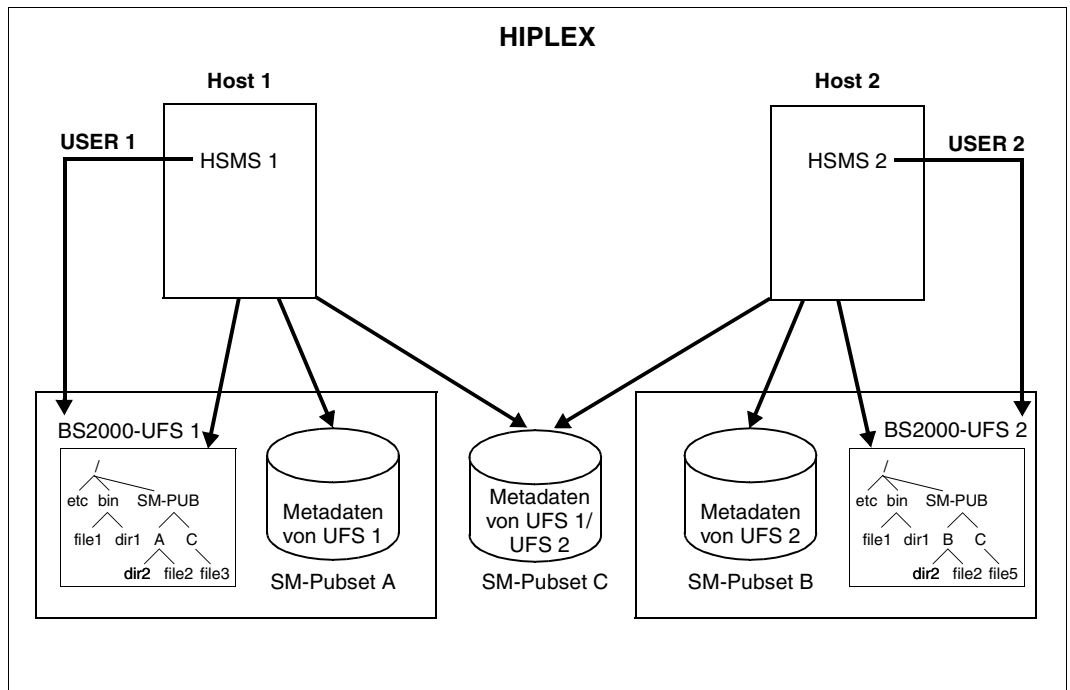 HIPLEX
Host 1
Host 2
USER 1
HSMS 1
HSMS 2
USER 2
BS2000-UFS 1
/
etc bin SM-PUB
file1 dir1 A C
dir2 file2 file3
Metadaten
von UFS 1
SM-Pubset A
Metadaten
von UFS 1/
UFS 2
SM-Pubset C
Metadaten
von UFS 2
SM-Pubset B
BS2000-UFS 2
/
etc bin SM-PUB
file1 dir1 B C
dir2 file2 file5